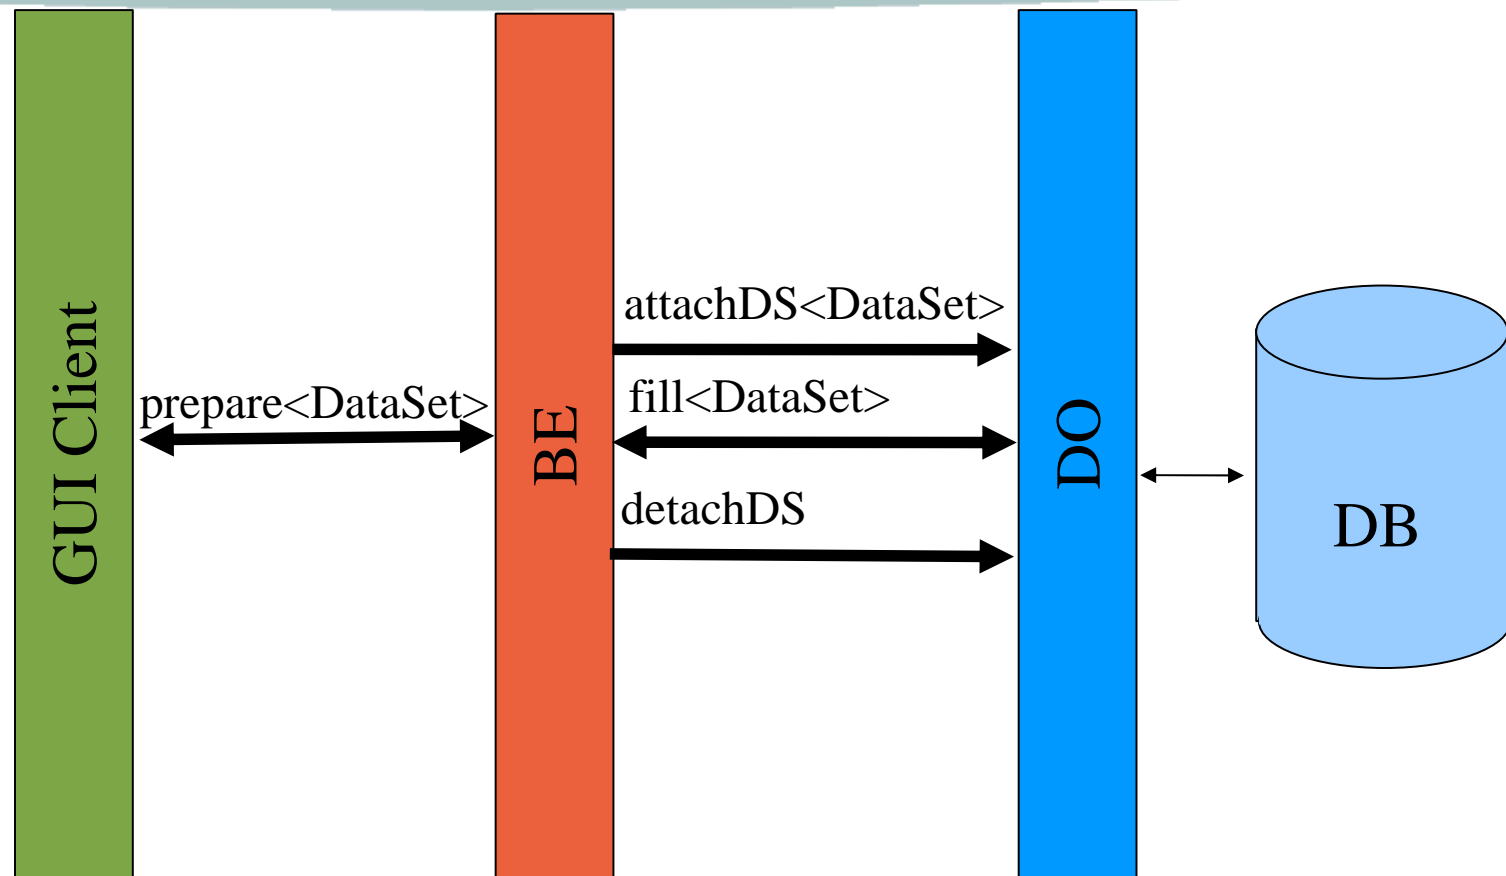 GUI Client
prepare<DataSet>
BE
attachDS<DataSet>
fill<DataSet>
detachDS
DO
DB